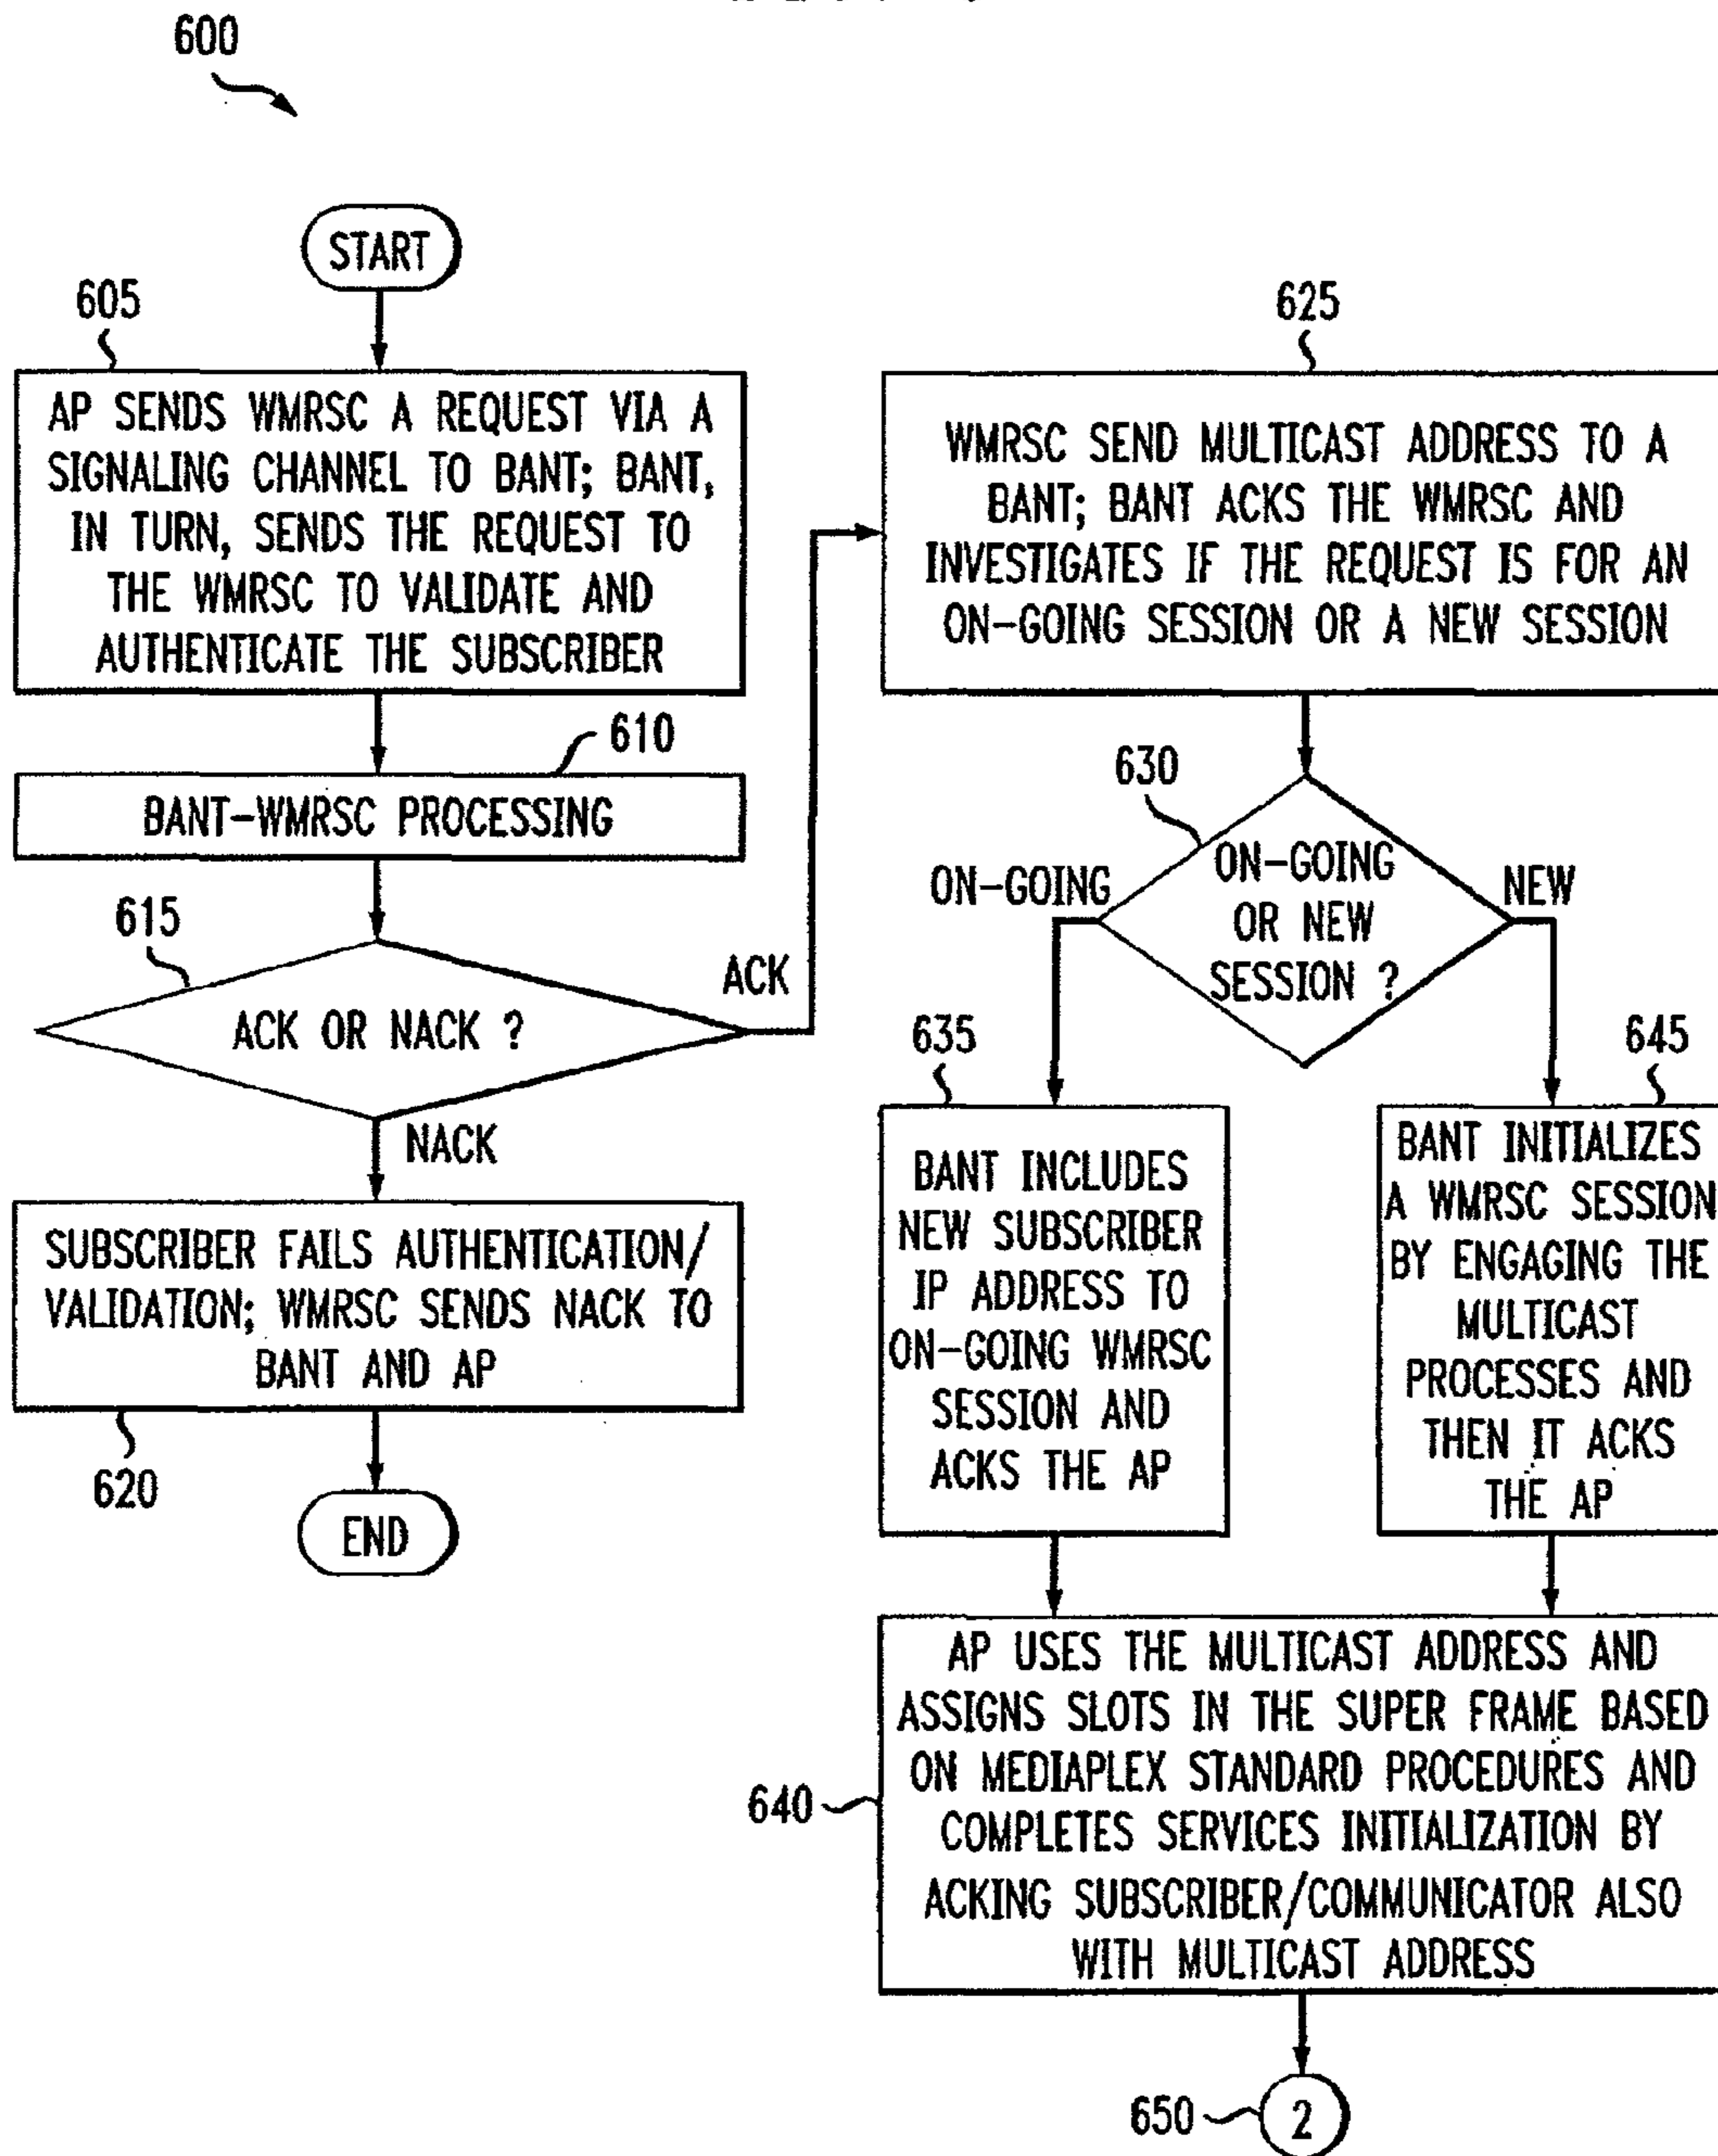 600
START
605
AP SENDS WMRSC A REQUEST VIA A
SIGNALING CHANNEL TO BANT; BANT,
IN TURN, SENDS THE REQUEST TO
THE WMRSC TO VALIDATE AND
AUTHENTICATE THE SUBSCRIBER
610
BANT-WMRSC PROCESSING
615
ACK OR NACK ?
ACK
NACK
SUBSCRIBER FAILS AUTHENTICATION/
VALIDATION; WMRSC SENDS NACK TO
BANT AND AP
620
END
625
WMRSC SEND MULTICAST ADDRESS TO A
BANT; BANT ACKS THE WMRSC AND
INVESTIGATES IF THE REQUEST IS FOR AN
ON-GOING SESSION OR A NEW SESSION
630
ON-GOING
OR NEW
SESSION ?
ON-GOING
NEW
635
BANT INCLUDES
NEW SUBSCRIBER
IP ADDRESS TO
ON-GOING WMRSC
SESSION AND
ACKS THE AP
645
BANT INITIALIZES
A WMRSC SESSION
BY ENGAGING THE
MULTICAST
PROCESSES AND
THEN IT ACKS
THE AP
640
AP USES THE MULTICAST ADDRESS AND
ASSIGNS SLOTS IN THE SUPER FRAME BASED
ON MEDIAPLEX STANDARD PROCEDURES AND
COMPLETES SERVICES INITIALIZATION BY
ACKING SUBSCRIBER/COMMUNICATOR ALSO
WITH MULTICAST ADDRESS
650
2